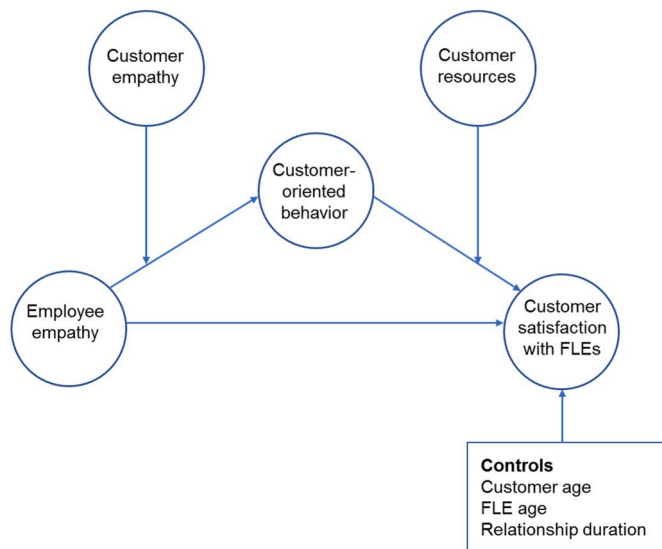 Customer
empathy
Customer
resources
Customer-
oriented
behavior
Employee
empathy
Customer
satisfaction
with FLEs
Controls
Customer age
FLE age
Relationship duration